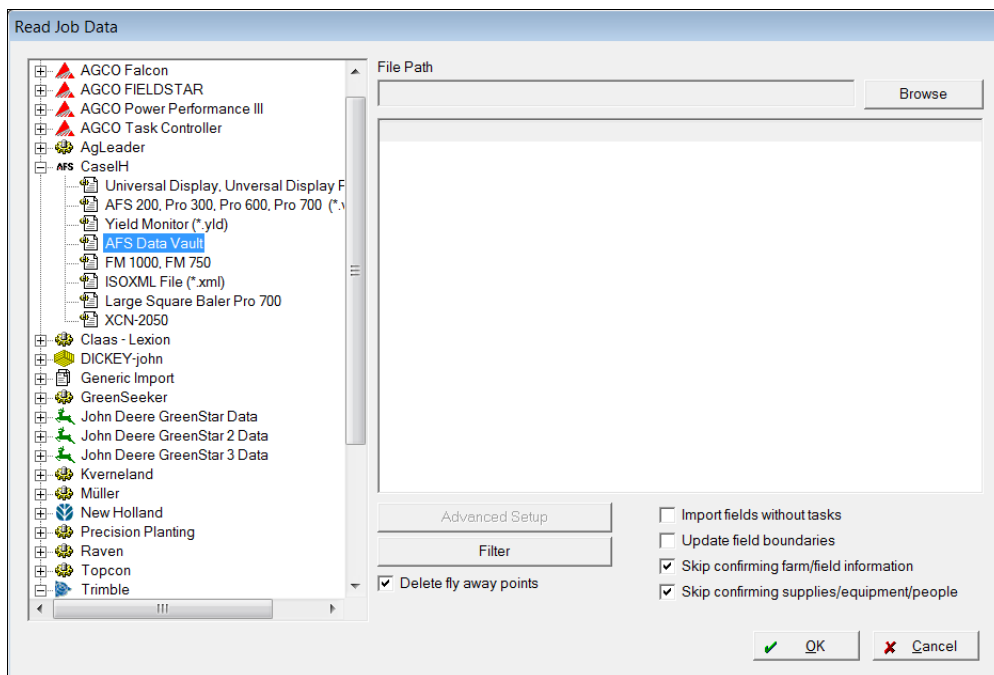 Read Job Data
AGCO Falcon
AGCO FIELDSTAR
AGCO Power Performance III
AGCO Task Controller
AgLeader
AFS CaseIH
Universal Display, Unversal Display F
AFS 200, Pro 300, Pro 600, Pro 700 (*.v
Yield Monitor (*.yld)
AFS Data Vault
FM 1000, FM 750
ISOXML File (*.xml)
Large Square Baler Pro 700
XCN-2050
Claas - Lexion
DICKEY-john
Generic Import
GreenSeeker
John Deere GreenStar Data
John Deere GreenStar 2 Data
John Deere GreenStar 3 Data
Kverneland
Müller
New Holland
Precision Planting
Raven
Topcon
Trimble
File Path
Browse
Advanced Setup
Filter
Delete fly away points
Import fields without tasks
Update field boundaries
Skip confirming farm/field information
Skip confirming supplies/equipment/people
OK
Cancel